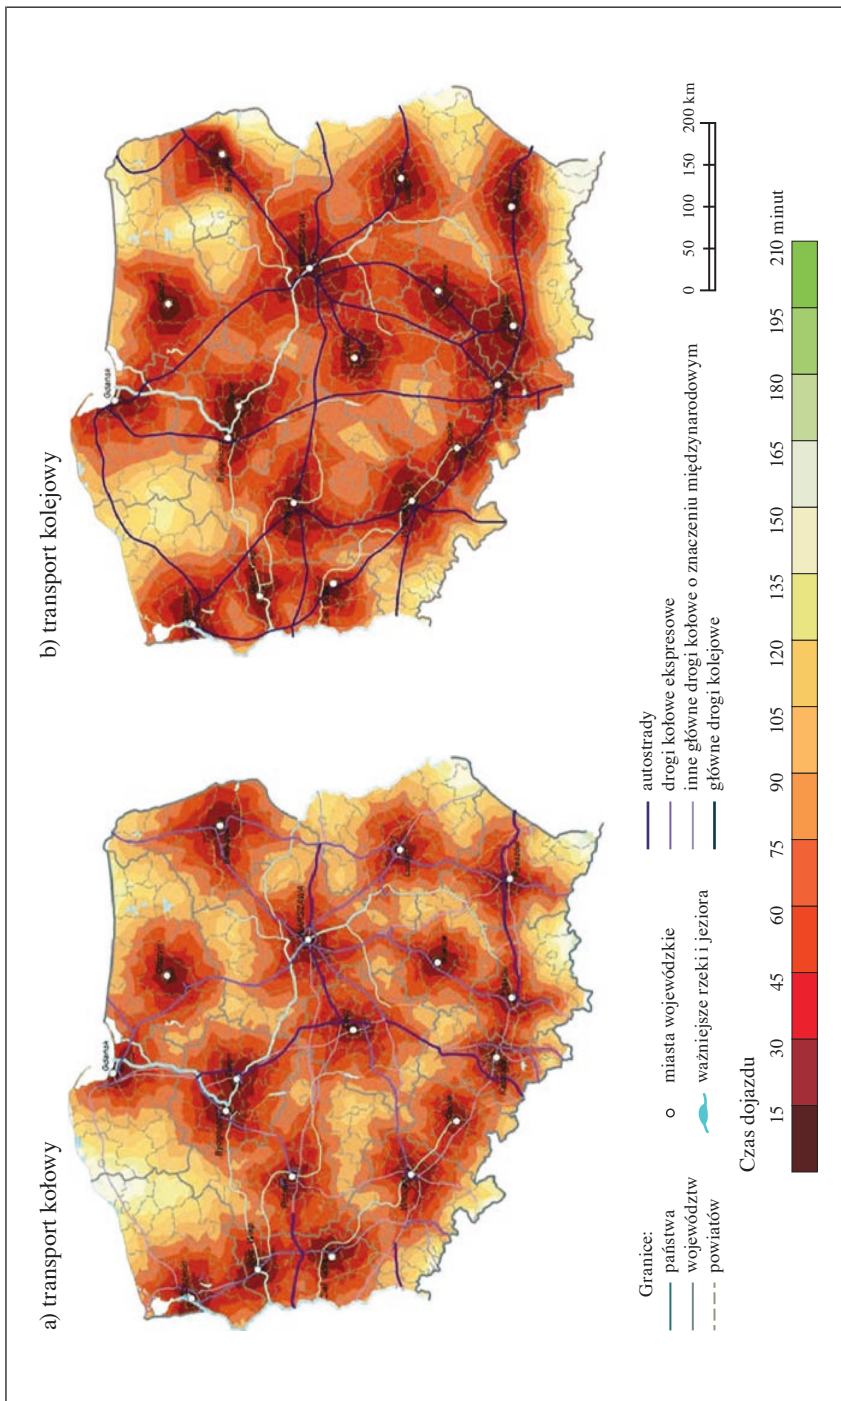 a) transport kołowy
b) transport kolejowy
Gdańsk
WARSZAWA
Gdańsk
Granice:
państwa
województw
powiatów
miasta wojewódzkie
ważniejsze rzeki i jeziora
autostrady
drogi kołowe ekspresowe
inne główne drogi kołowe o znaczeniu międzynarodowym
główne drogi kolejowe
0 50 100 150 200 km
Czas dojazdu
15 30 45 60 75 90 105 120 135 150 165 180 195 210 minut